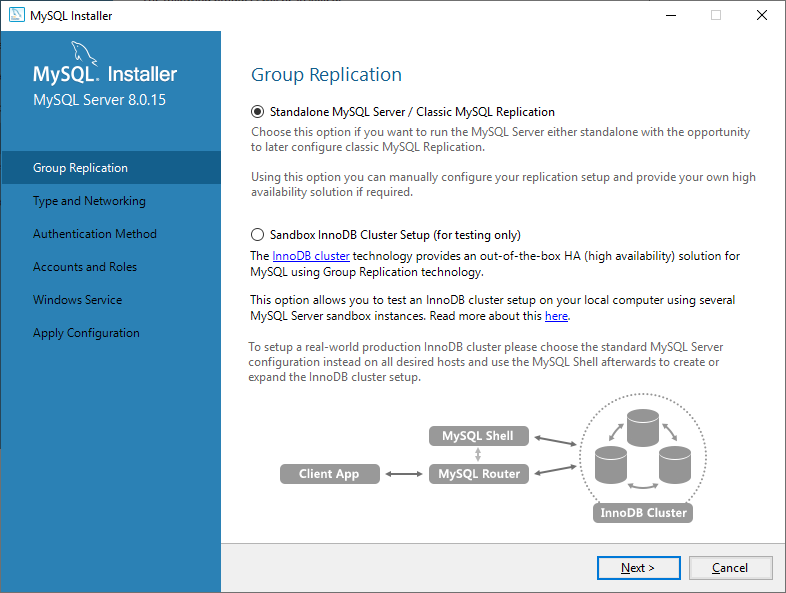 MySQL Installer
MySQL. Installer
MySQL Server 8.0.15
Group Replication
Type and Networking
Authentication Method
Accounts and Roles
Windows Service
Apply Configuration
Group Replication
Standalone MySQL Server / Classic MySQL Replication
Choose this option if you want to run the MySQL Server either standalone with the opportunity
to later configure classic MySQL Replication.
Using this option you can manually configure your replication setup and provide your own high
availability solution if required.
Sandbox InnoDB Cluster Setup (for testing only)
The InnoDB cluster technology provides an out-of-the-box HA (high availability) solution for
MySQL using Group Replication technology.
This option allows you to test an InnoDB cluster setup on your local computer using several
MySQL Server sandbox instances. Read more about this here.
To setup a real-world production InnoDB cluster please choose the standard MySQL Server
configuration instead on all desired hosts and use the MySQL Shell afterwards to create or
expand the InnoDB cluster setup.
MySQL Shell
Client App
MySQL Router
InnoDB Cluster
Next >
Cancel